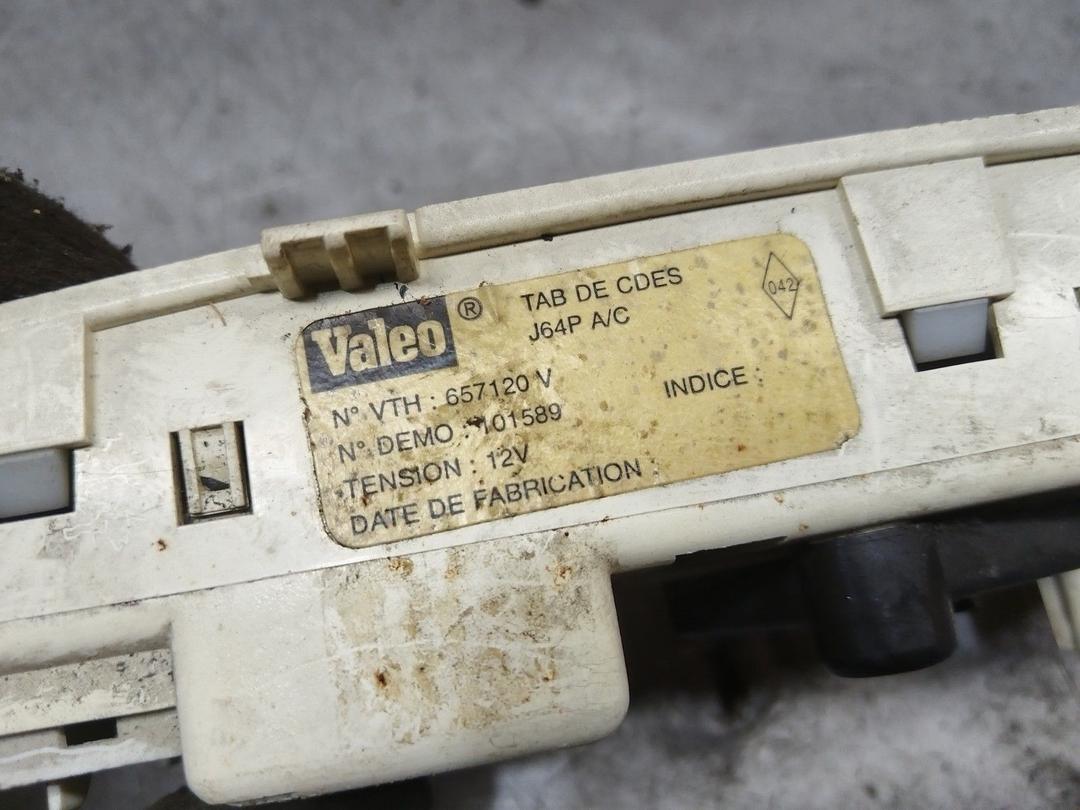 Valeo ®
TAB DE CDES
J64P A/C
042
N° VTH : 657120 V
INDICE :
N° DEMO : 101589
TENSION : 12V
DATE DE FABRICATION :